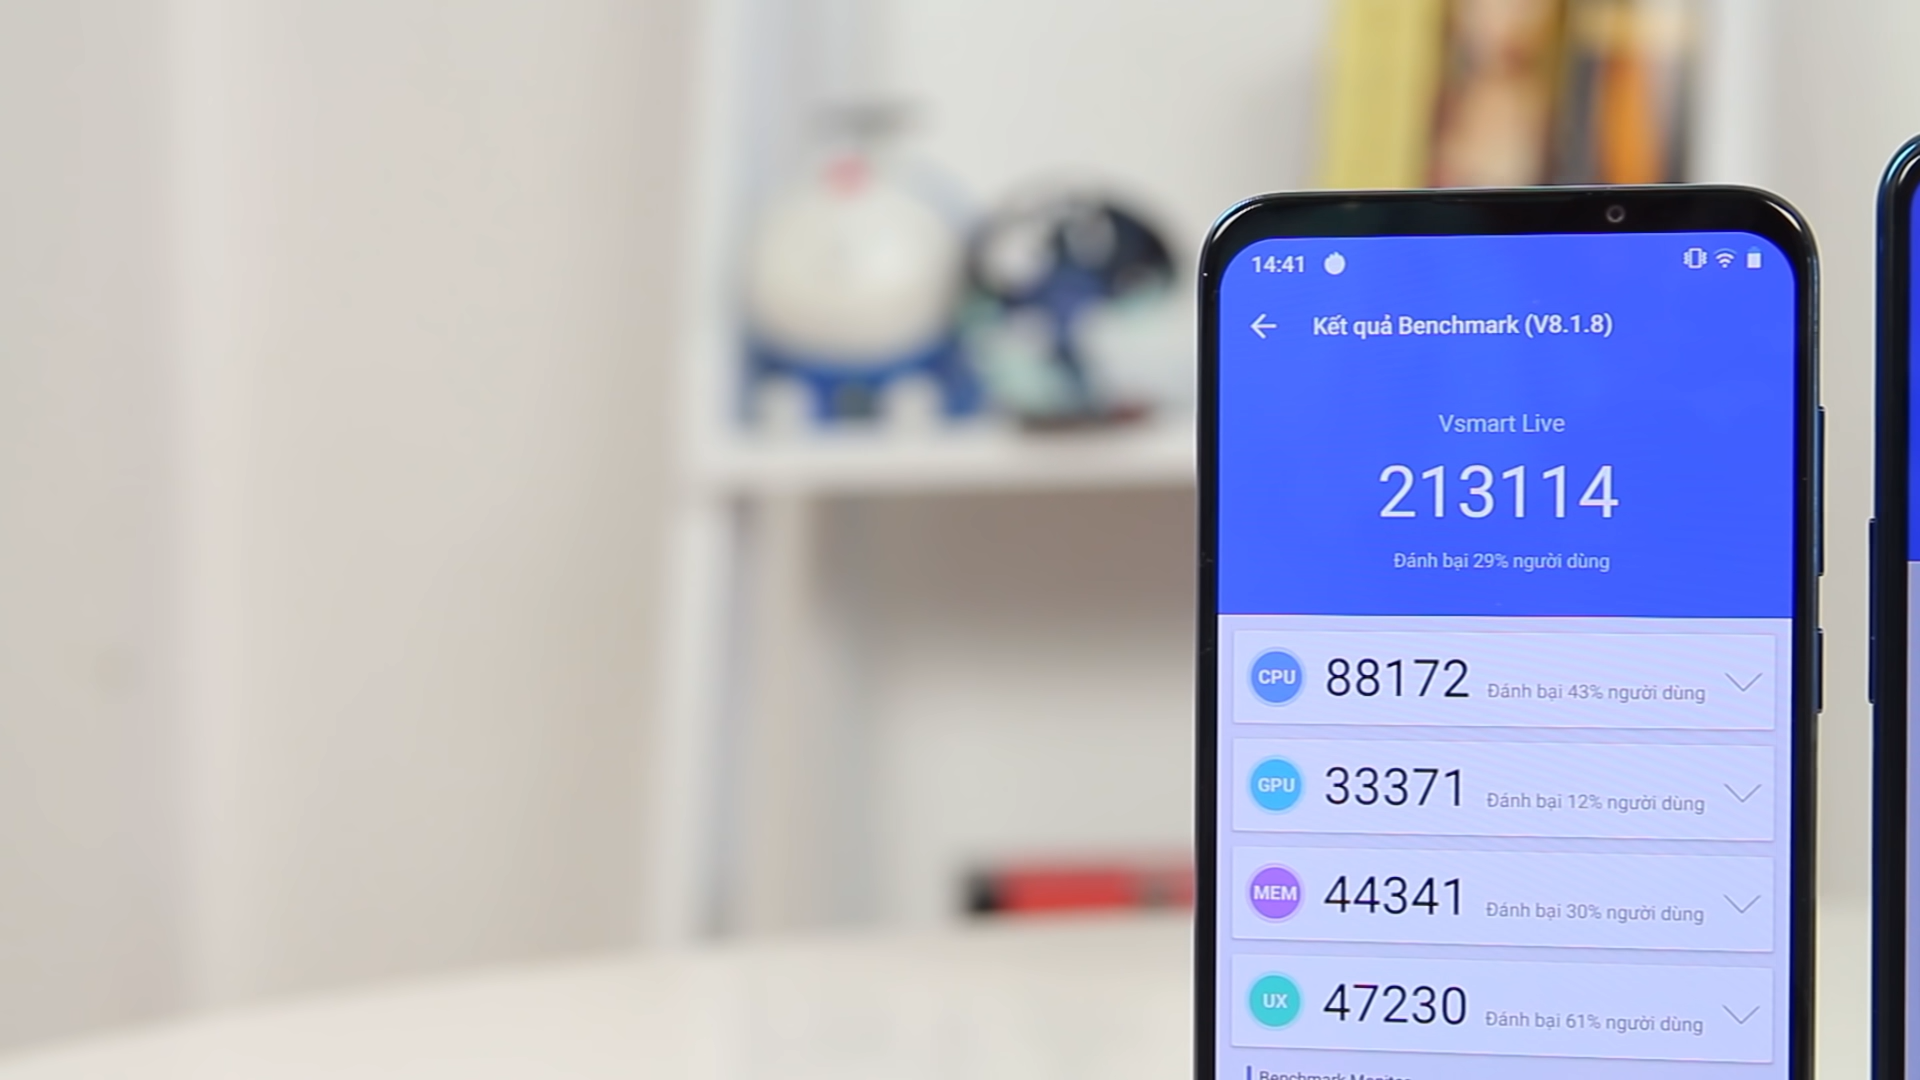 14:41
Kết quả Benchmark (V8.1.8)
Vsmart Live
213114
Đánh bại 29% người dùng
CPU 88172 Đánh bại 43% người dùng
GPU 33371 Đánh bại 12% người dùng
MEM 44341 Đánh bại 30% người dùng
UX 47230 Đánh bại 61% người dùng
Benchmark Monitor